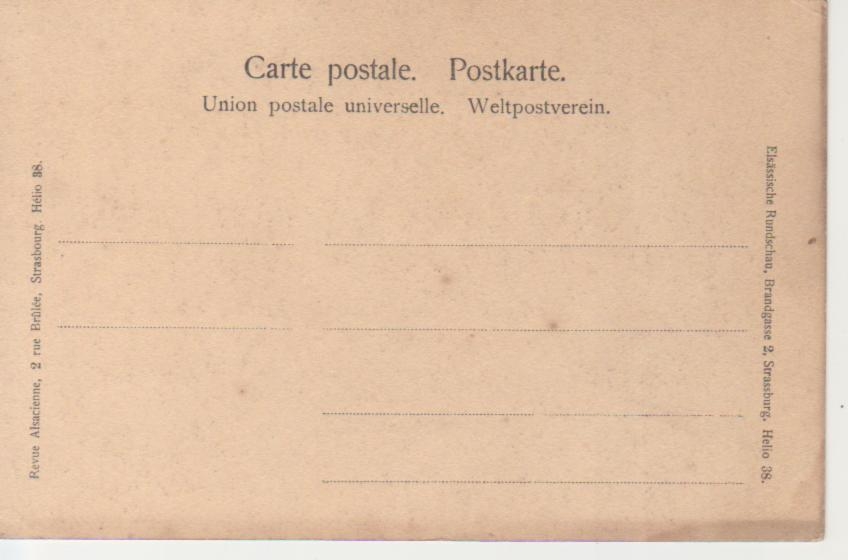 Carte postale. Postkarte.
Union postale universelle. Weltpostverein.
Revue Alsacienne, 2 rue Brûlée, Strasbourg. Hélio 38.
Elsässische Rundschau, Brandgasse 2, Strassburg. Helio 38.